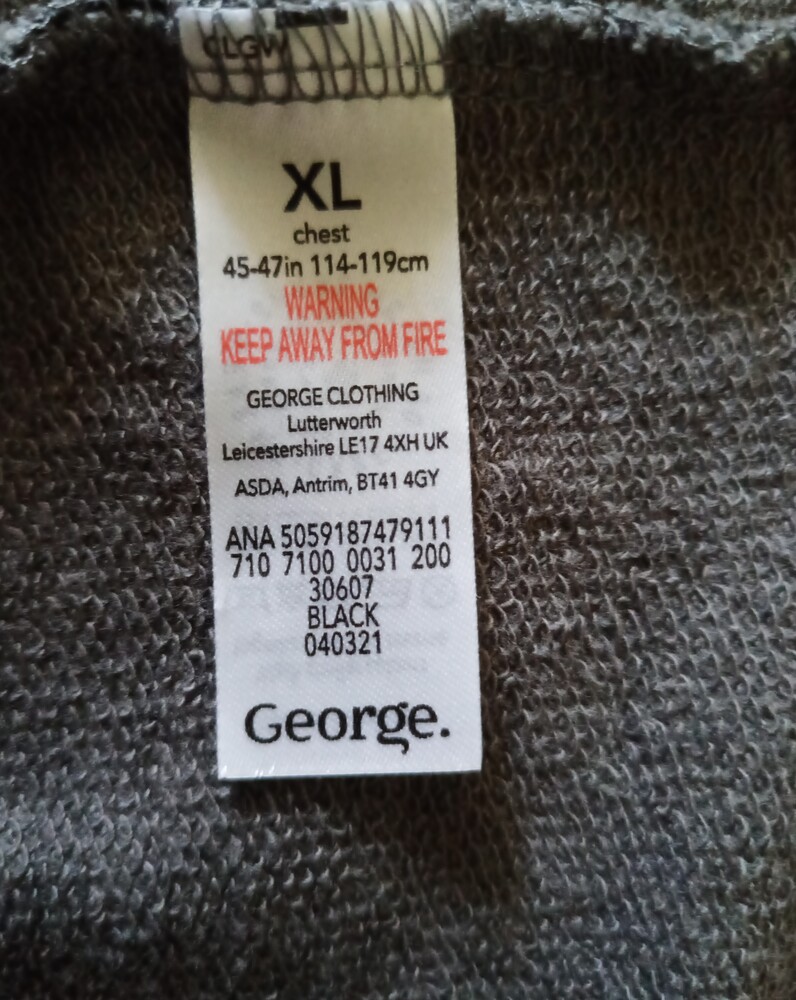 CLGW
XL
chest
45-47in 114-119cm
WARNING
KEEP AWAY FROM FIRE
GEORGE CLOTHING
Lutterworth
Leicestershire LE17 4XH UK
ASDA, Antrim, BT41 4GY
ANA 5059187479111
710 7100 0031 200
30607
BLACK
040321
George.